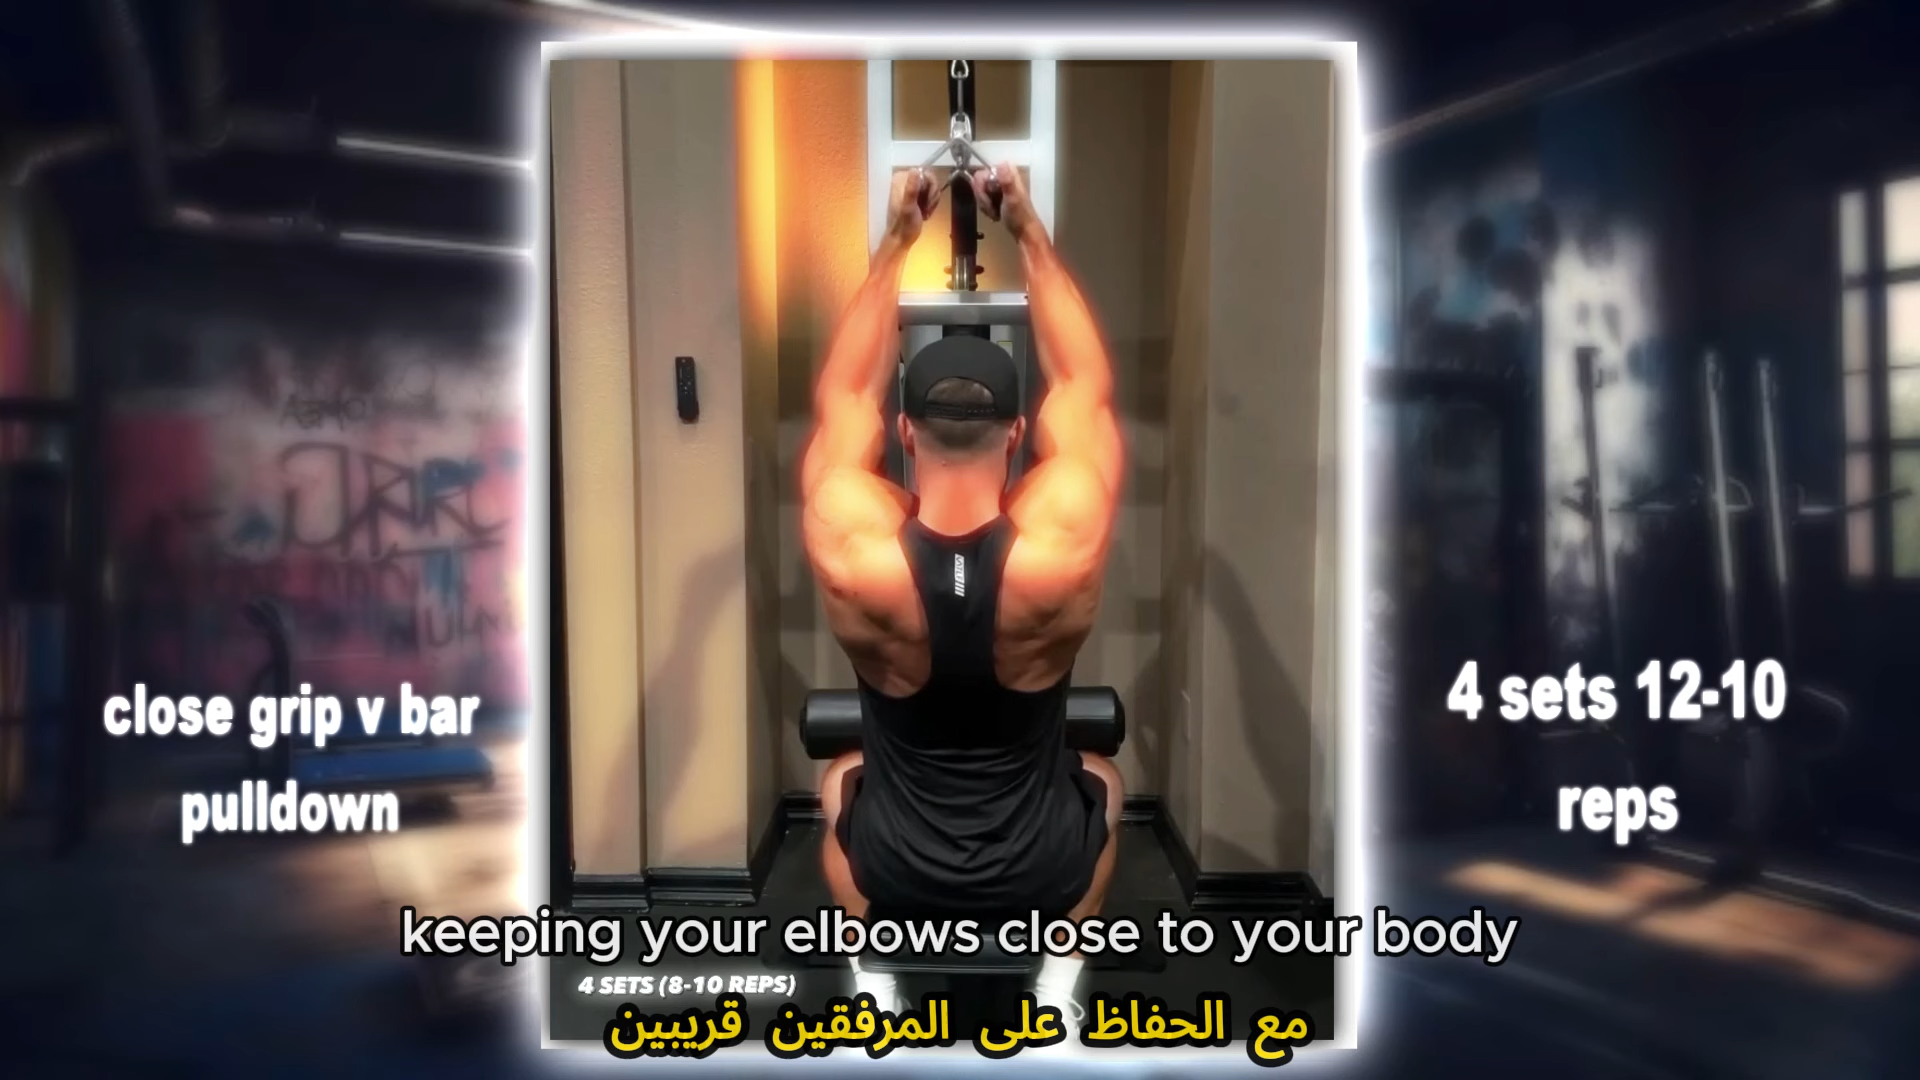 close grip v bar
pulldown
4 sets 12-10
reps
keeping your elbows close to your body
4 SETS (8-10 REPS)
مع الحفاظ على المرفقين قريبين